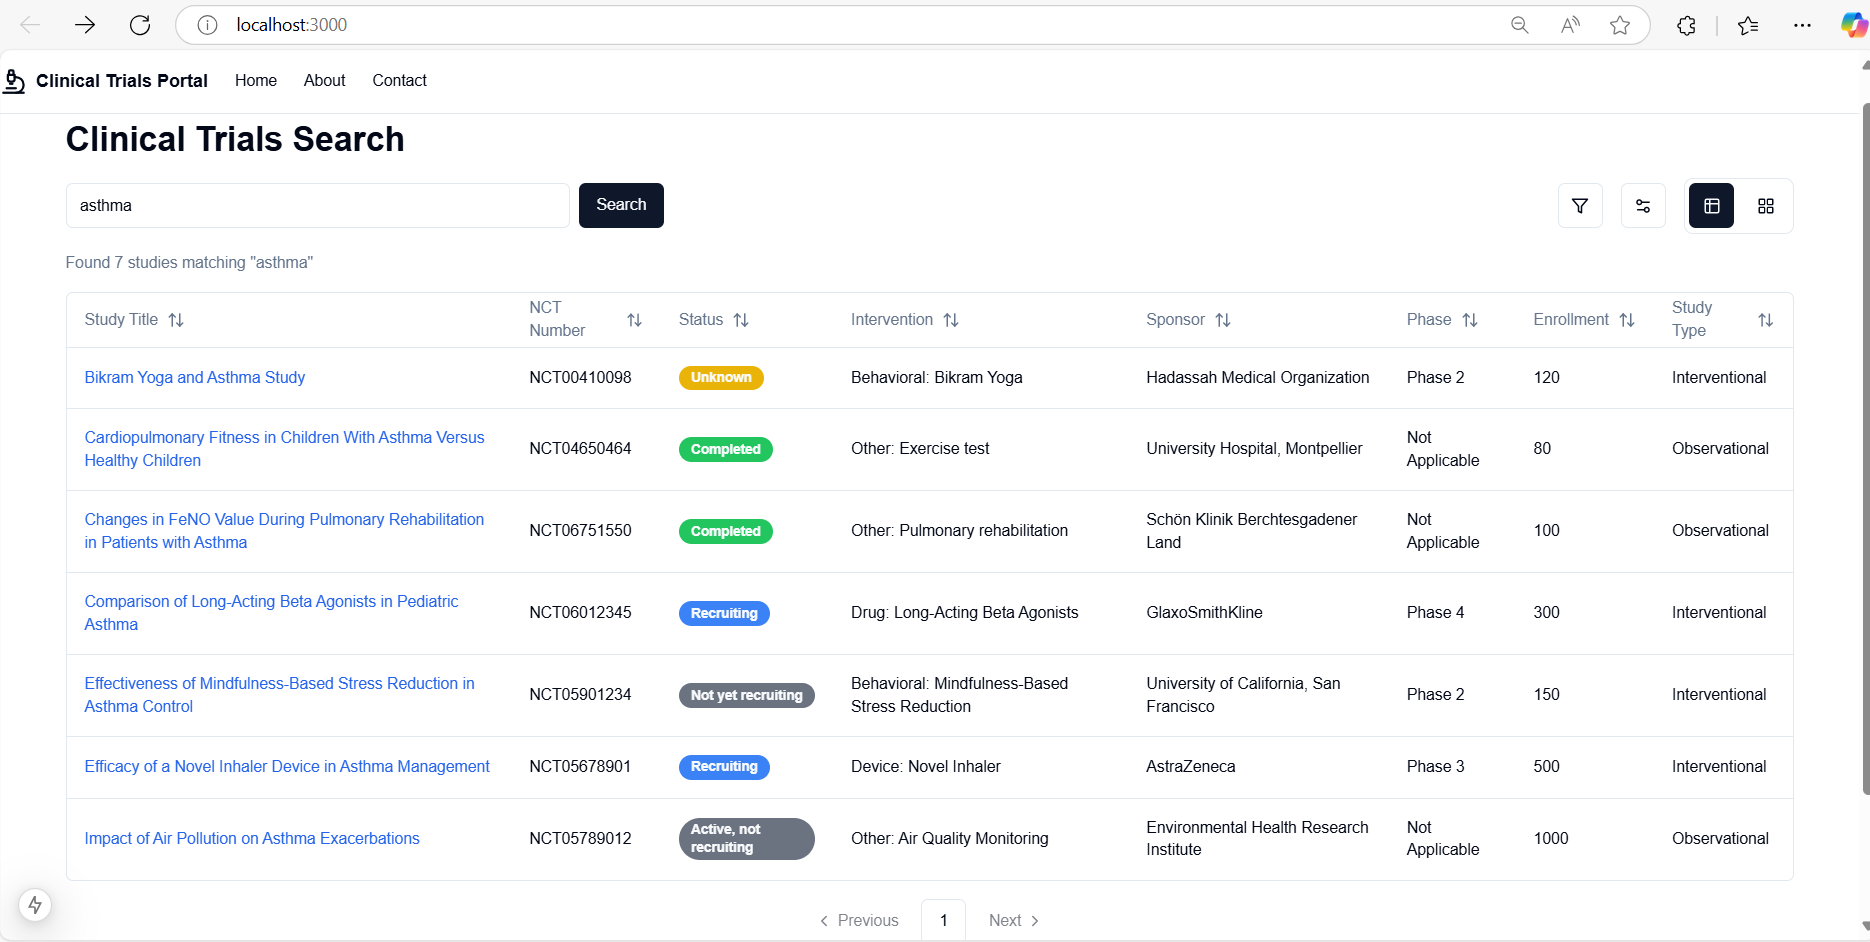 localhost:3000
Clinical Trials Portal Home About Contact
Clinical Trials Search
asthma Search
Found 7 studies matching "asthma"
Study Title NCT Number Status Intervention Sponsor Phase Enrollment Study Type
Bikram Yoga and Asthma Study NCT00410098 Unknown Behavioral: Bikram Yoga Hadassah Medical Organization Phase 2 120 Interventional
Cardiopulmonary Fitness in Children With Asthma Versus Healthy Children NCT04650464 Completed Other: Exercise test University Hospital, Montpellier Not Applicable 80 Observational
Changes in FeNO Value During Pulmonary Rehabilitation in Patients with Asthma NCT06751550 Completed Other: Pulmonary rehabilitation Schön Klinik Berchtesgadener Land Not Applicable 100 Observational
Comparison of Long-Acting Beta Agonists in Pediatric Asthma NCT06012345 Recruiting Drug: Long-Acting Beta Agonists GlaxoSmithKline Phase 4 300 Interventional
Effectiveness of Mindfulness-Based Stress Reduction in Asthma Control NCT05901234 Not yet recruiting Behavioral: Mindfulness-Based Stress Reduction University of California, San Francisco Phase 2 150 Interventional
Efficacy of a Novel Inhaler Device in Asthma Management NCT05678901 Recruiting Device: Novel Inhaler AstraZeneca Phase 3 500 Interventional
Impact of Air Pollution on Asthma Exacerbations NCT05789012 Active, not recruiting Other: Air Quality Monitoring Environmental Health Research Institute Not Applicable 1000 Observational
Previous 1 Next